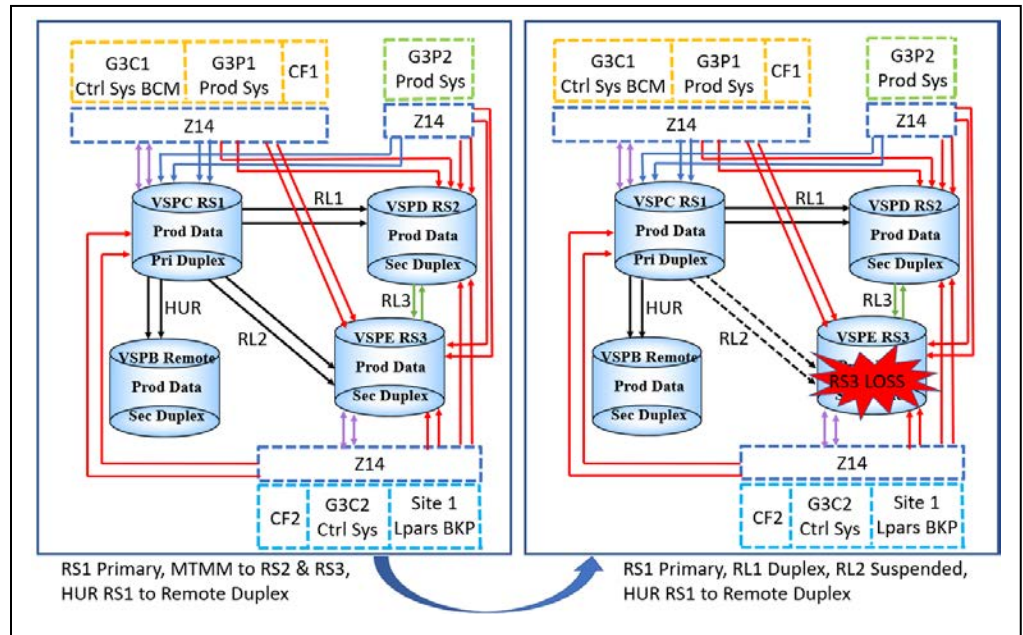 G3C1
Ctrl Sys BCM
G3P1
Prod Sys
CF1
G3P2
Prod Sys
Z14
Z14
VSPC RS1
Prod Data
Pri Duplex
RL1
VSPD RS2
Prod Data
Sec Duplex
HUR
RL2
RL3
VSPB Remote
Prod Data
Sec Duplex
VSPE RS3
Prod Data
Sec Duplex
Z14
CF2
G3C2
Ctrl Sys
Site 1
Lpars BKP
RS1 Primary, MTMM to RS2 & RS3,
HUR RS1 to Remote Duplex
G3C1
Ctrl Sys BCM
G3P1
Prod Sys
CF1
G3P2
Prod Sys
Z14
Z14
VSPC RS1
Prod Data
Pri Duplex
RL1
VSPD RS2
Prod Data
Sec Duplex
HUR
RL2
RL3
VSPB Remote
Prod Data
Sec Duplex
VSPE RS3
RS3 LOSS
Z14
CF2
G3C2
Ctrl Sys
Site 1
Lpars BKP
RS1 Primary, RL1 Duplex, RL2 Suspended,
HUR RS1 to Remote Duplex